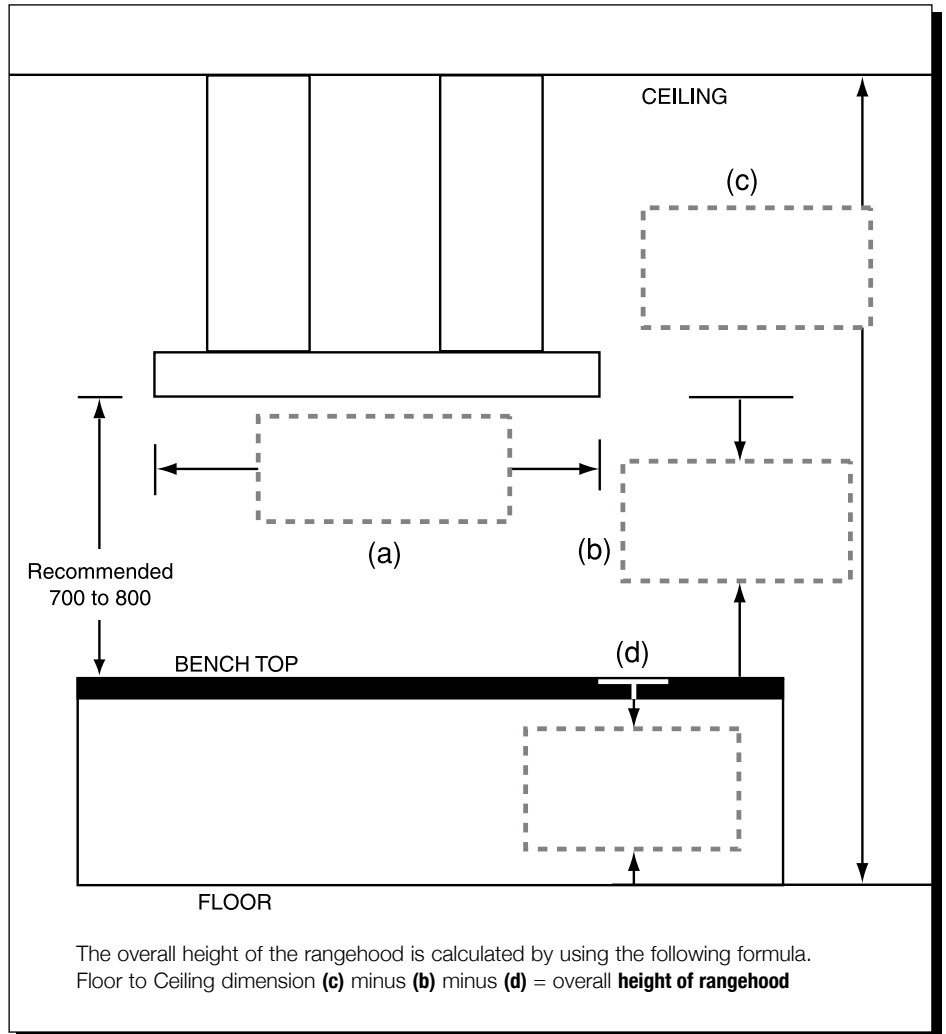 CEILING
(c)
(a)
(b)
Recommended
700 to 800
BENCH TOP
(d)
FLOOR
The overall height of the rangehood is calculated by using the following formula.
Floor to Ceiling dimension (c) minus (b) minus (d) = overall height of rangehood